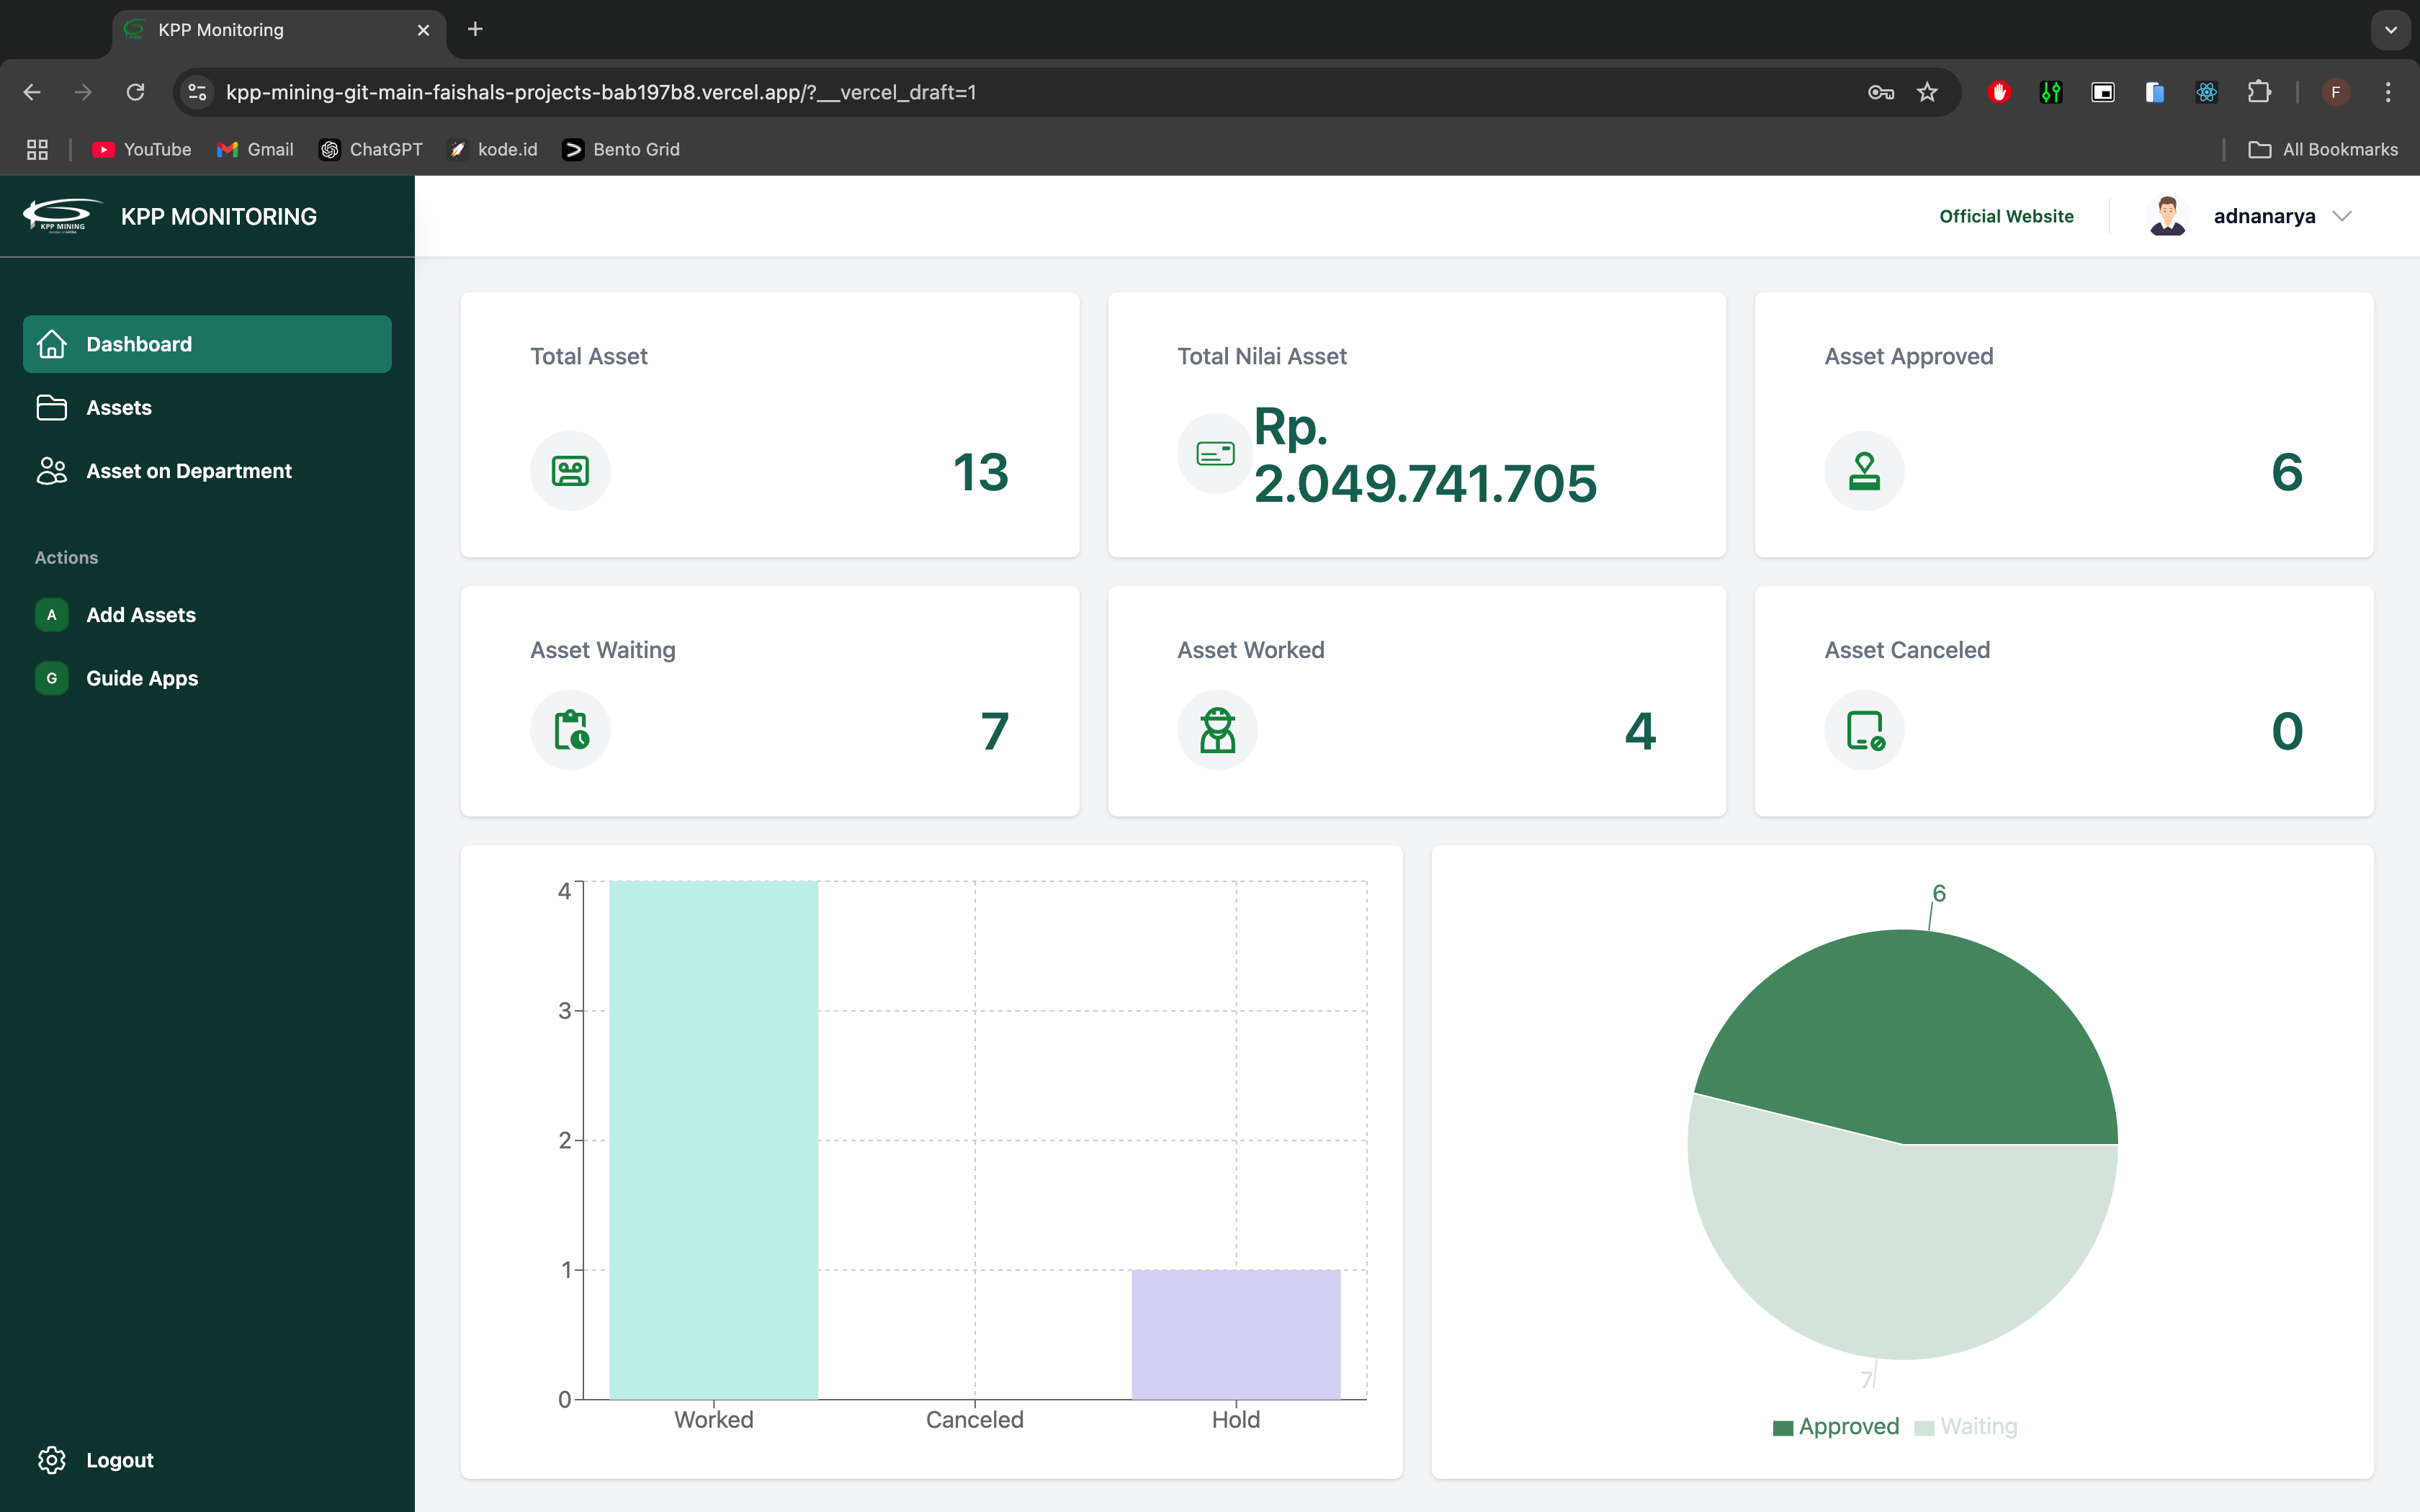 KPP Monitoring
kpp-mining-git-main-faishals-projects-bab197b8.vercel.app/?__vercel_draft=1
F
YouTube
Gmail
ChatGPT
kode.id
Bento Grid
All Bookmarks
KPP MINING
KPP MONITORING
Official Website
adnanarya
Dashboard
Assets
Asset on Department
Actions
A
Add Assets
G
Guide Apps
Logout
Total Asset
13
Total Nilai Asset
Rp.
2.049.741.705
Asset Approved
6
Asset Waiting
7
Asset Worked
4
Asset Canceled
0
4
3
2
1
0
Worked
Canceled
Hold
6
7
Approved
Waiting